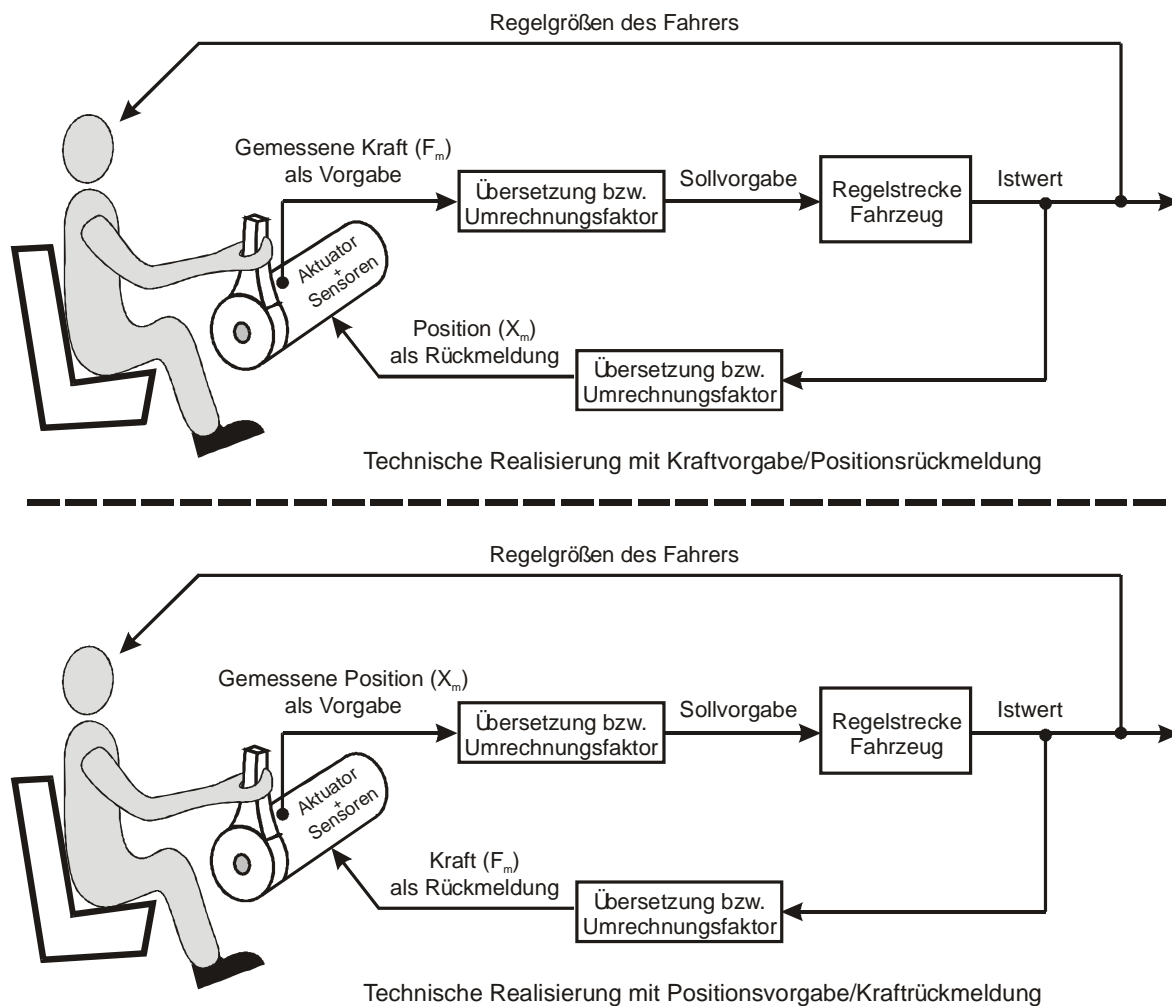 Regelgrößen des Fahrers
Gemessene Kraft (Fm)
als Vorgabe
Übersetzung bzw.
Umrechnungsfaktor
Sollvorgabe
Regelstrecke
Fahrzeug
Istwert
Aktuator
+
Sensoren
Position (Xm)
als Rückmeldung
Übersetzung bzw.
Umrechnungsfaktor
Technische Realisierung mit Kraftvorgabe/Positionsrückmeldung
Regelgrößen des Fahrers
Gemessene Position (Xm)
als Vorgabe
Übersetzung bzw.
Umrechnungsfaktor
Sollvorgabe
Regelstrecke
Fahrzeug
Istwert
Aktuator
+
Sensoren
Kraft (Fm)
als Rückmeldung
Übersetzung bzw.
Umrechnungsfaktor
Technische Realisierung mit Positionsvorgabe/Kraftrückmeldung